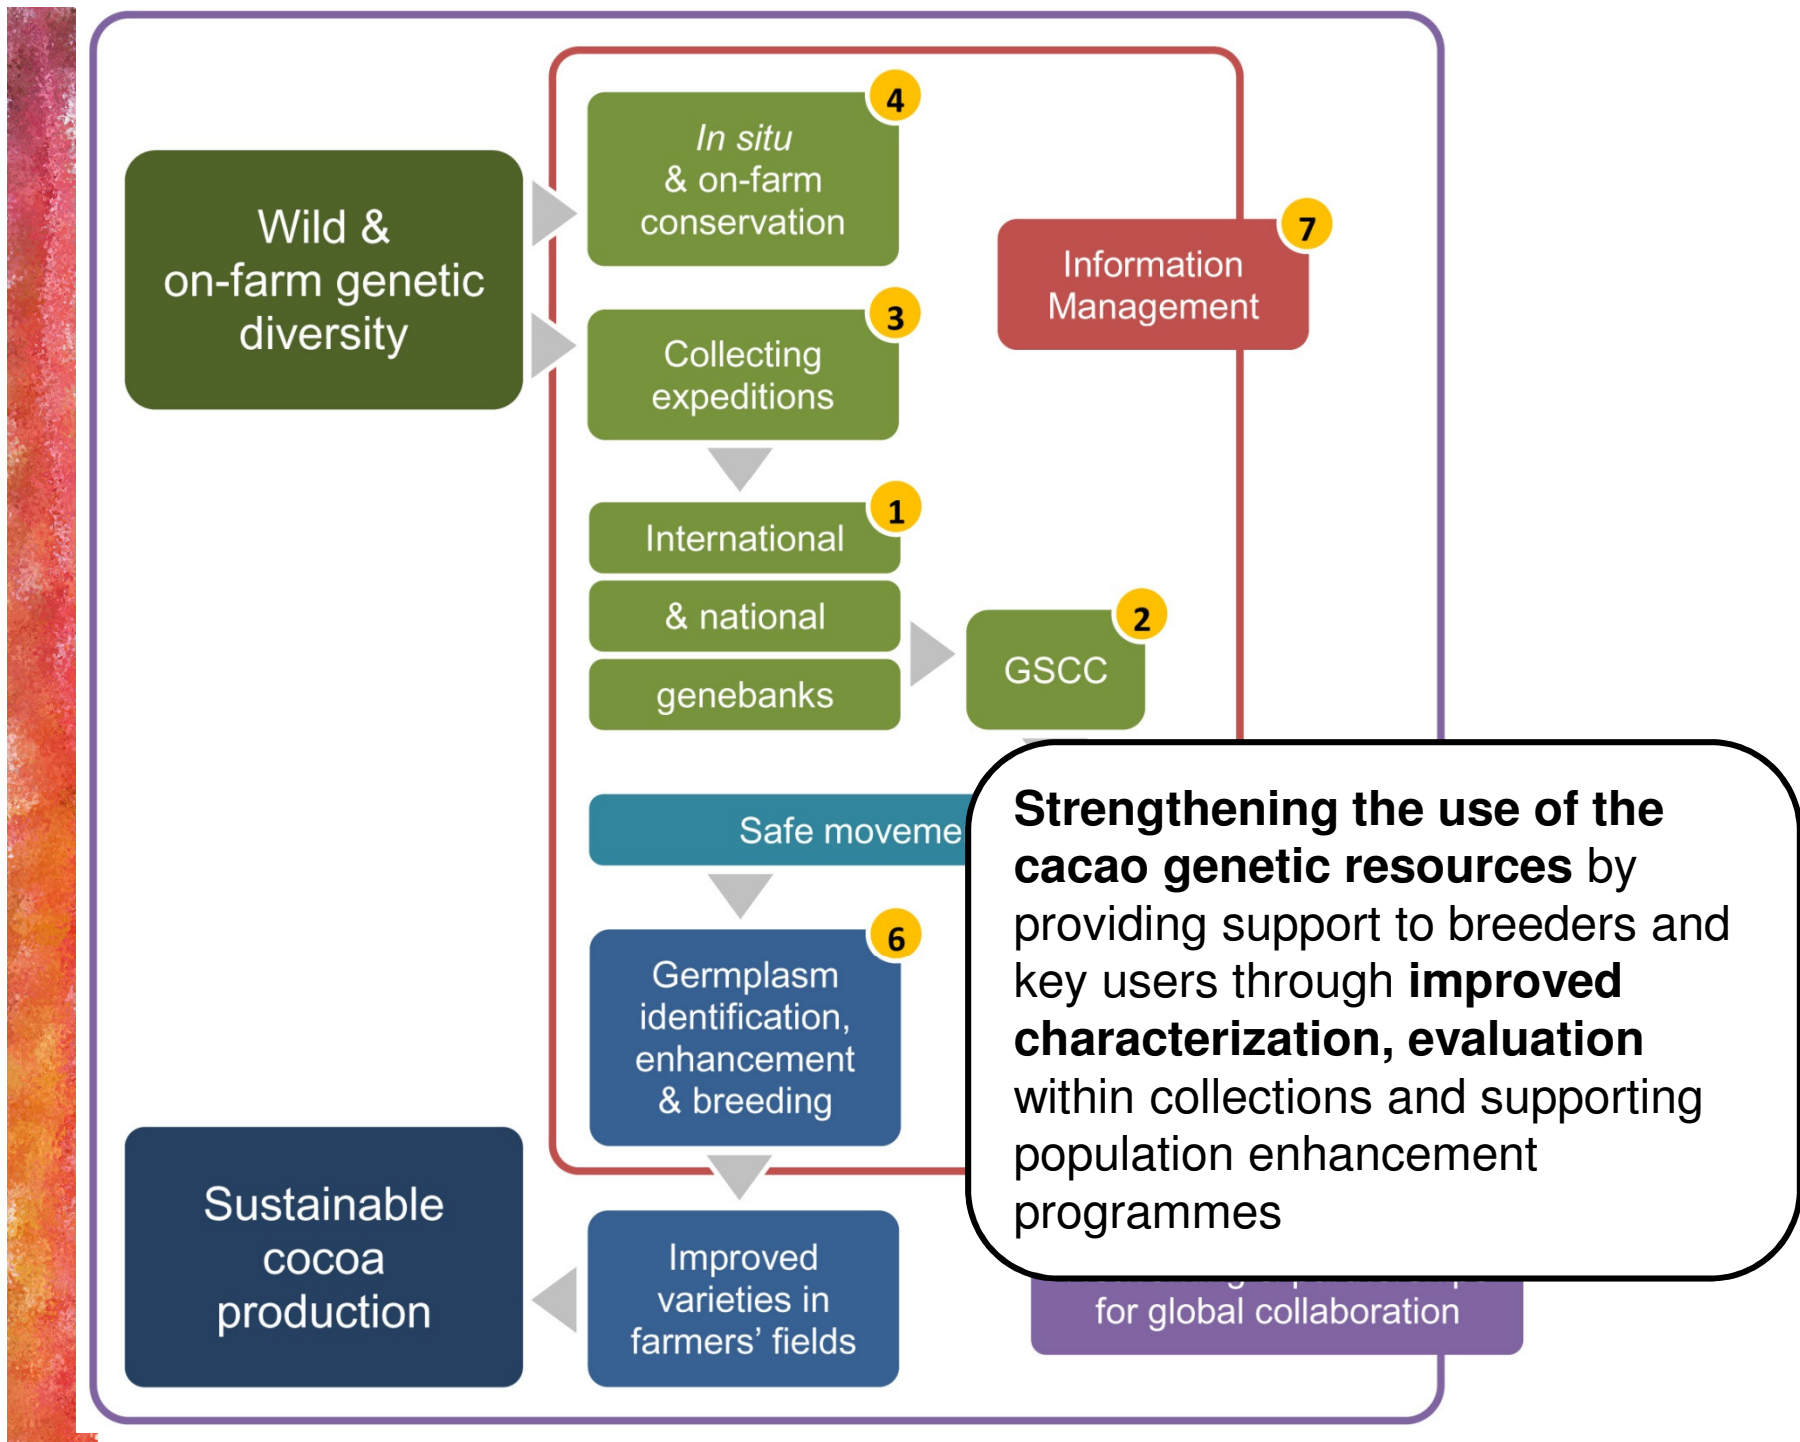 4
In situ
& on-farm
conservation
Wild &
on-farm genetic
diversity
7
Information
Management
3
Collecting
expeditions
1
International
& national
genebanks
2
GSCC
Safe moveme
6
Germplasm
identification,
enhancement
& breeding
Strengthening the use of the
cacao genetic resources by
providing support to breeders and
key users through improved
characterization, evaluation
within collections and supporting
population enhancement
programmes
Sustainable
cocoa
production
Improved
varieties in
farmers’ fields
for global collaboration